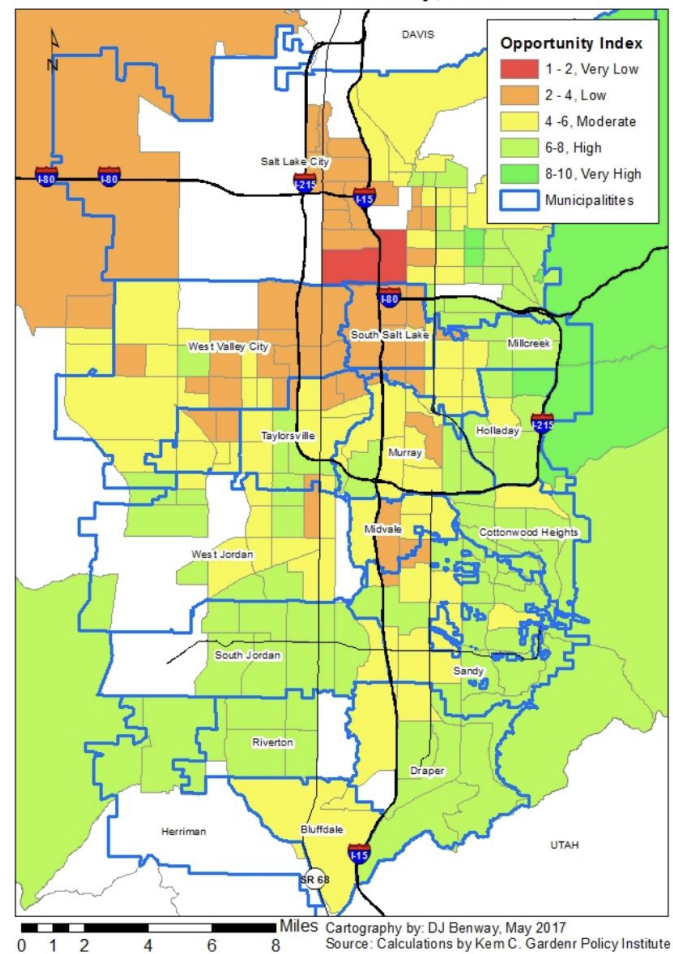 DAVIS
Opportunity Index
1 - 2, Very Low
2 - 4, Low
4 -6, Moderate
6-8, High
8-10, Very High
Municipalitites
N
Salt Lake City
I-80
I-80
I-215
I-15
I-80
South Salt Lake
West Valley City
Millcreek
I-215
Holladay
Taylorsville
Murray
Midvale
Cottonwood Heights
West Jordan
South Jordan
Sandy
Riverton
Draper
Herriman
Bluffdale
UTAH
I-15
SR 68
Miles
0 1 2 4 6 8
Cartography by: DJ Benway, May 2017
Source: Calculations by Kem C. Gardenr Policy Institute